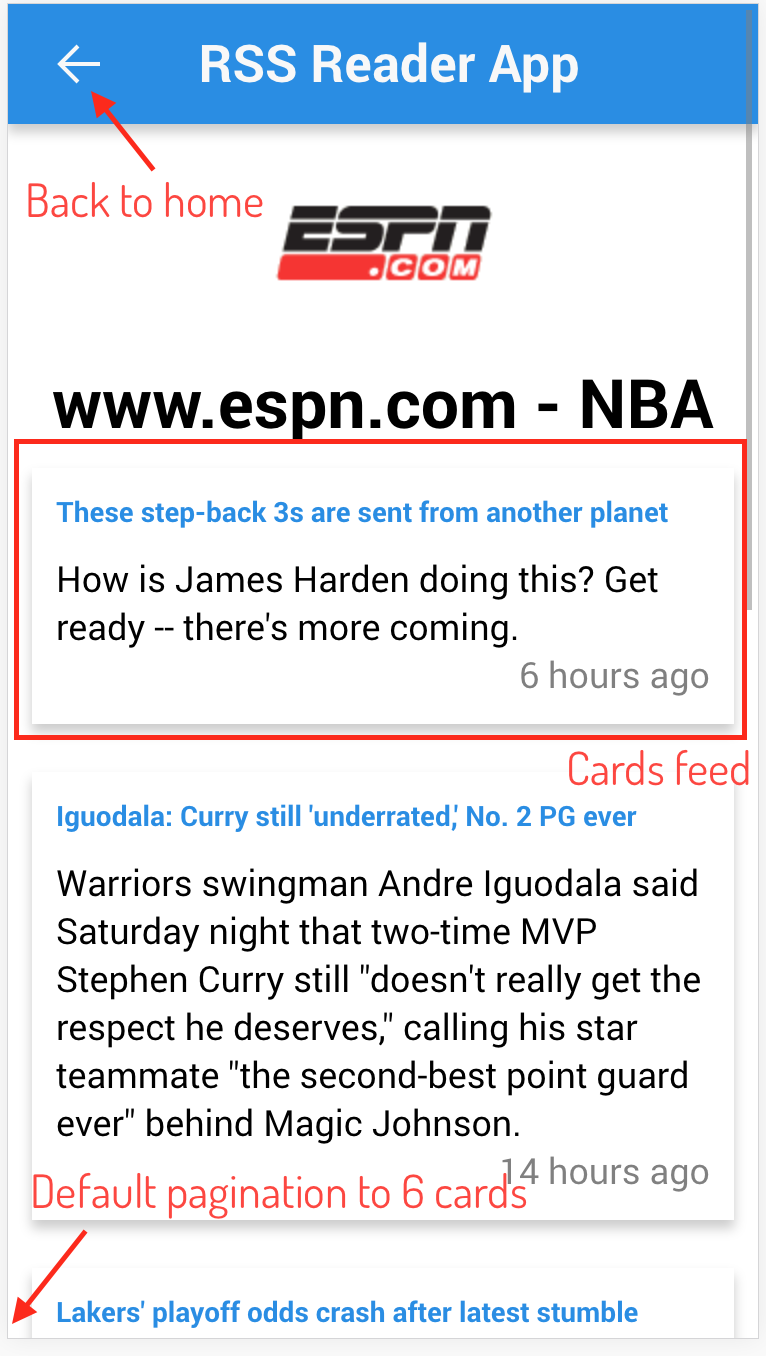 RSS Reader App
Back to home
ESPN
.COM
www.espn.com - NBA
These step-back 3s are sent from another planet
How is James Harden doing this? Get
ready -- there's more coming.
6 hours ago
Cards feed
Iguodala: Curry still 'underrated,' No. 2 PG ever
Warriors swingman Andre Iguodala said
Saturday night that two-time MVP
Stephen Curry still "doesn't really get the
respect he deserves," calling his star
teammate "the second-best point guard
ever" behind Magic Johnson.
14 hours ago
Default pagination to 6 cards
Lakers' playoff odds crash after latest stumble